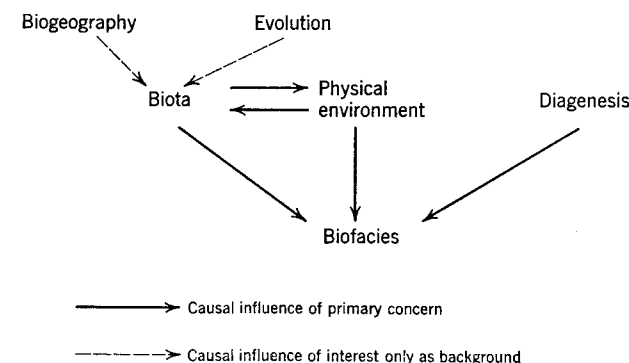 Biogeography
Evolution
Biota
Physical
environment
Diagenesis
Biofacies
Causal influence of primary concern
Causal influence of interest only as background